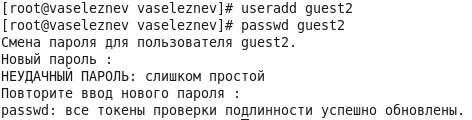 [root@vaseleznev vaseleznev]# useradd guest2
[root@vaseleznev vaseleznev]# passwd guest2
Смена пароля для пользователя guest2.
Новый пароль :
НЕУДАЧНЫЙ ПАРОЛЬ: слишком простой
Повторите ввод нового пароля :
passwd: все токены проверки подлинности успешно обновлены.